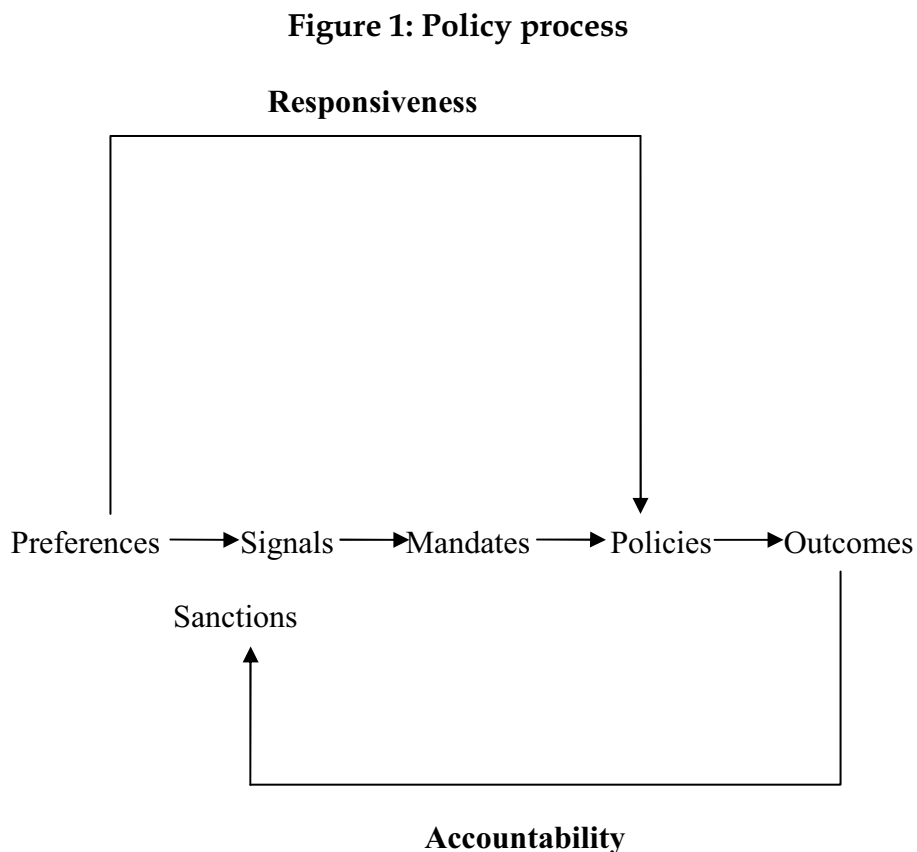 Figure 1: Policy process
Responsiveness
Preferences Signals Mandates Policies Outcomes
Sanctions
Accountability